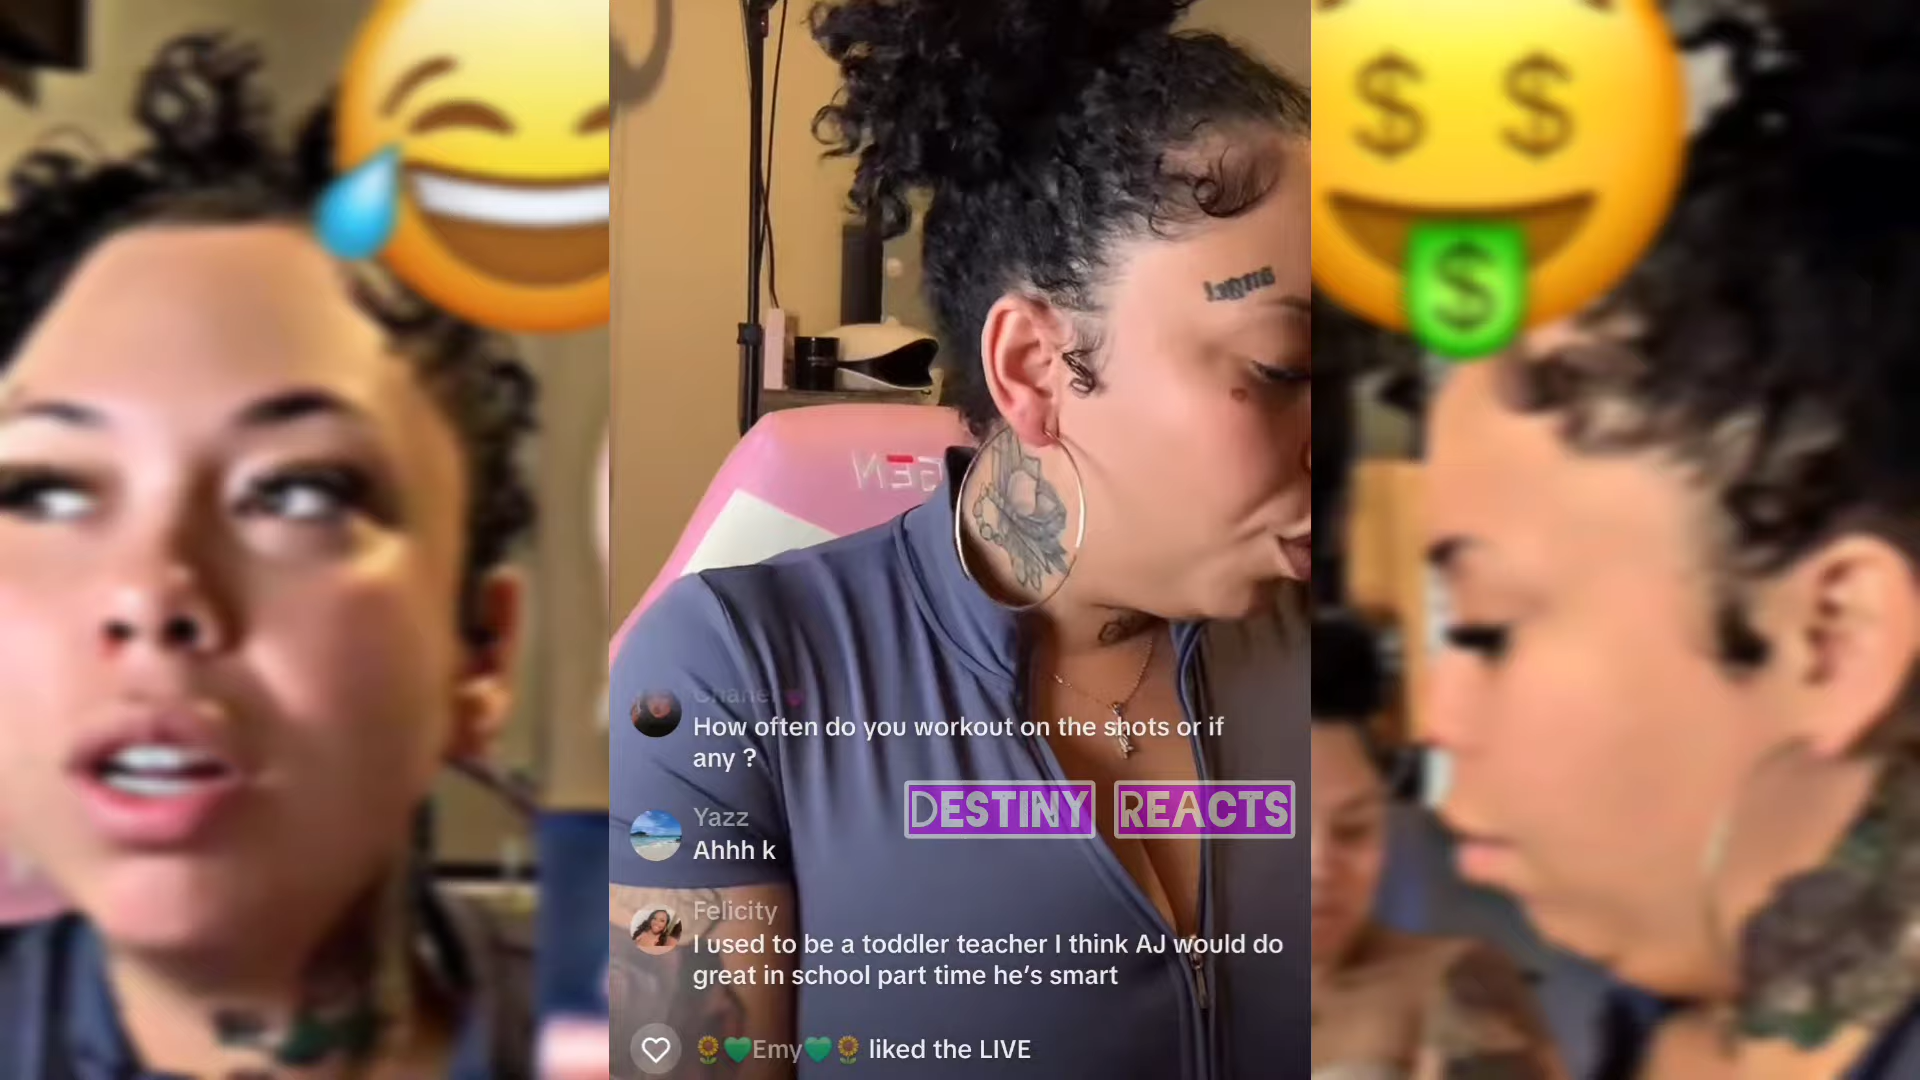 How often do you workout on the shots or if
any ?
DESTINY REACTS
Yazz
Ahhh k
Felicity
I used to be a toddler teacher I think AJ would do
great in school part time he's smart
🌻💚Emy💚🌻 liked the LIVE